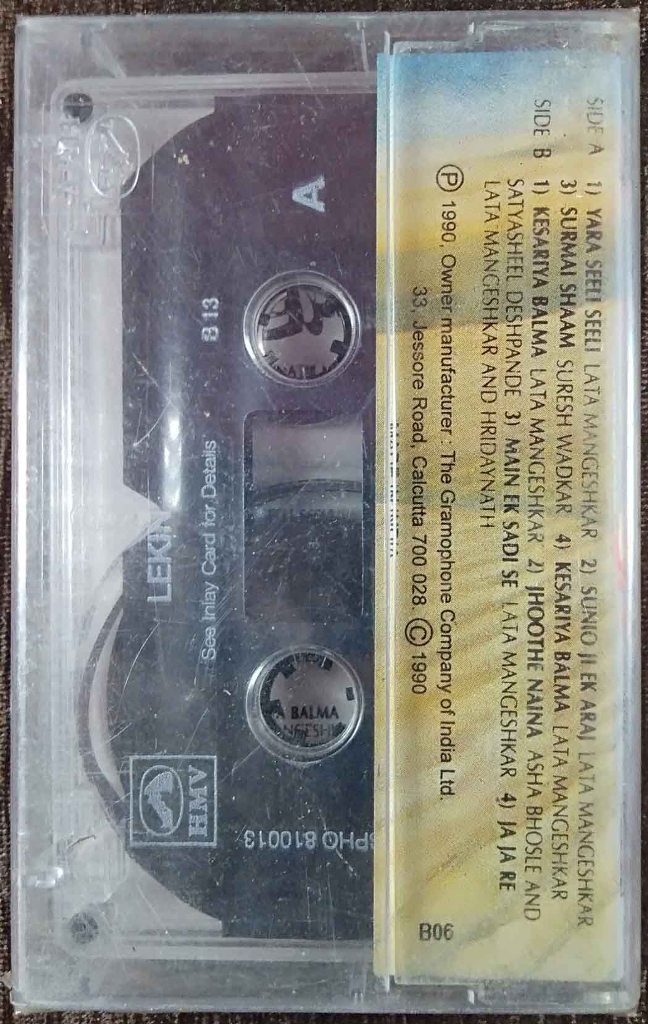 SIDE A 1) YARA SEELI SEELI LATA MANGESHKAR 2) SUNIO JI EK ARAJ LATA MANGESHKAR
3) SURMAI SHAAM SURESH WADKAR 4) KESARIYA BALMA LATA MANGESHKAR
SIDE B 1) KESARIYA BALMA LATA MANGESHKAR 2) JHOOTHE NAINA ASHA BHOSLE AND
SATYASHEEL DESHPANDE 3) MAIN EK SADI SE LATA MANGESHKAR 4) JA JA RE
LATA MANGESHKAR AND HRIDAYNATH
Ⓟ 1990, Owner manufacturer : The Gramophone Company of India Ltd.
33, Jessore Road, Calcutta 700 028 © 1990
B06
A
B 13
See Inlay Card for Details
LEKIN
HMV
SPHO 810013
BALMA